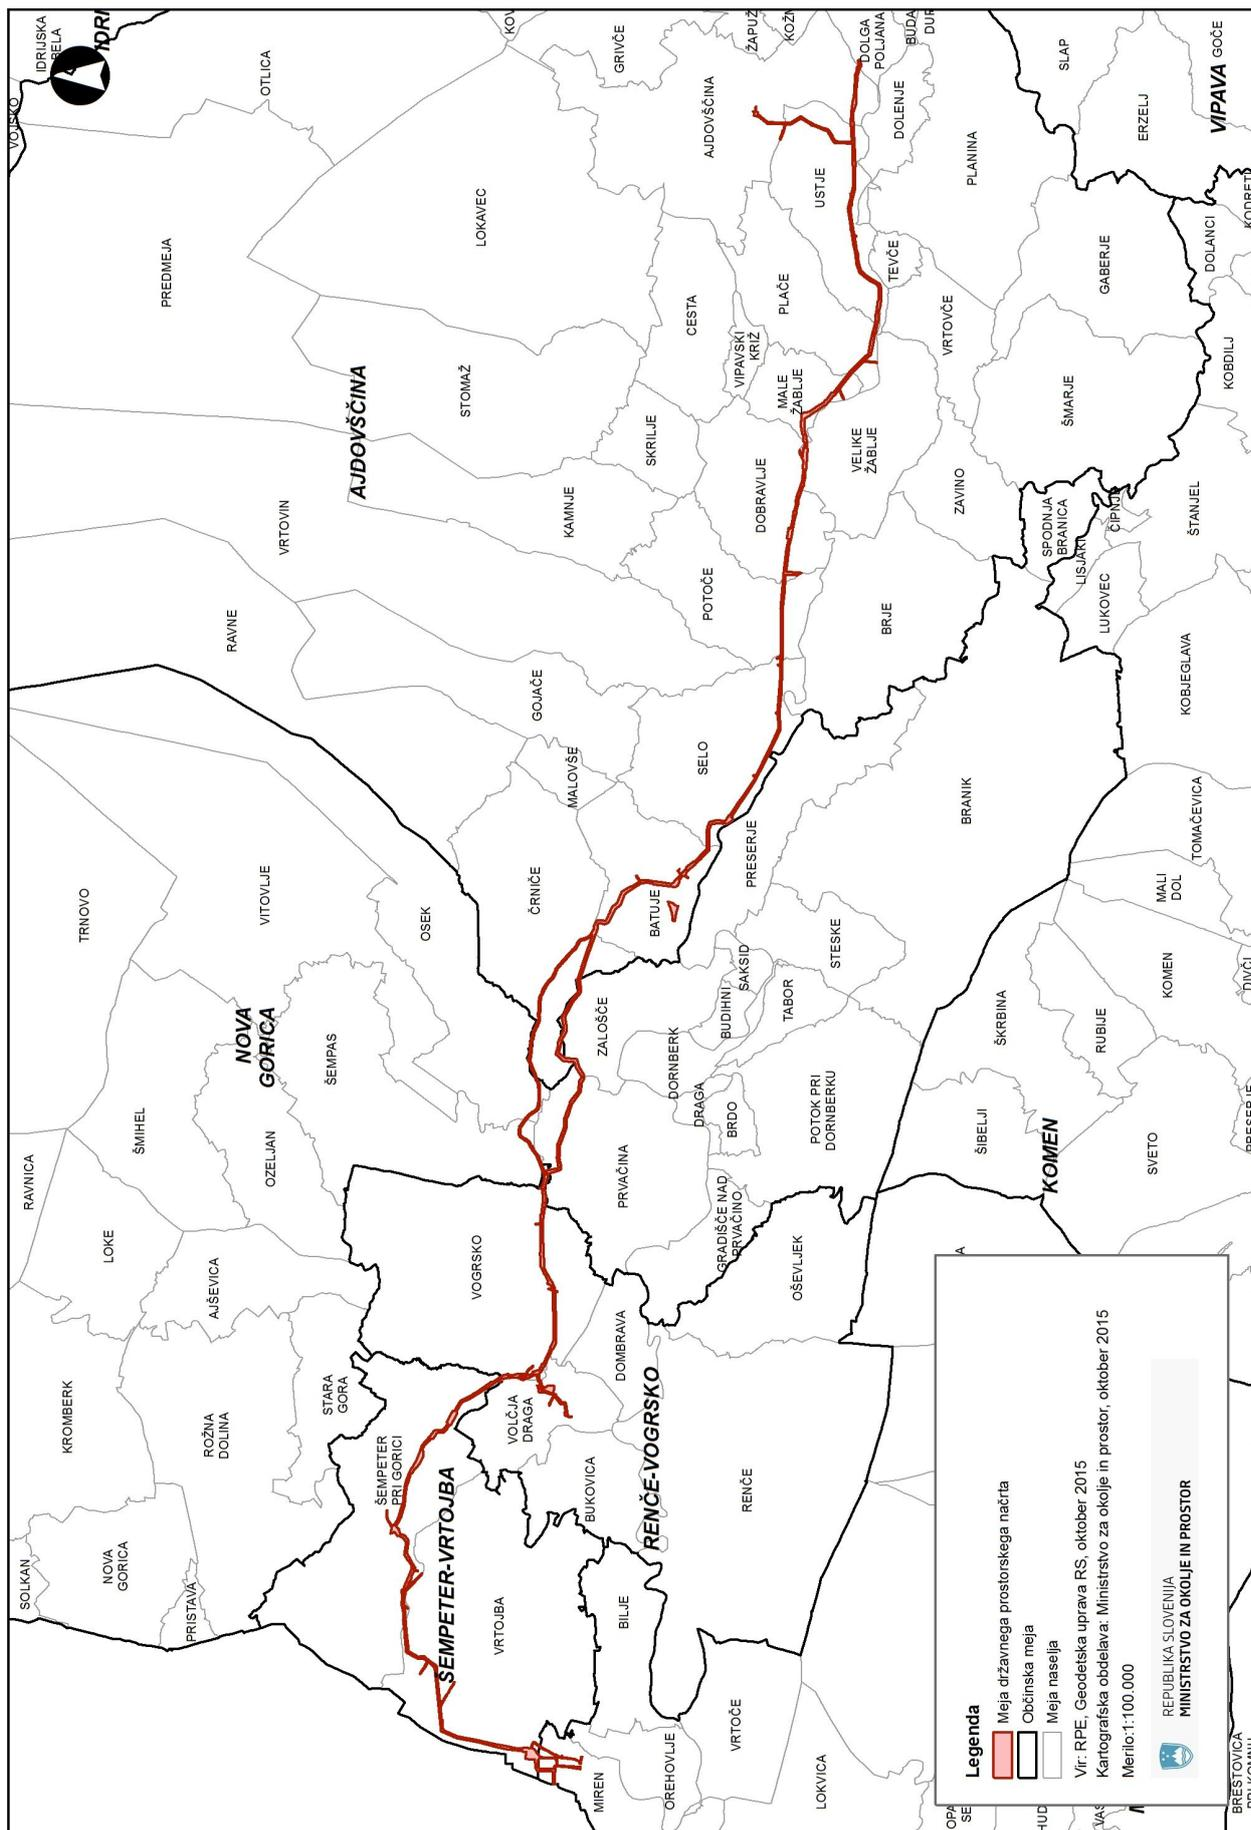 SOLKAN
KROMBERK
LOKE
RAVNICA
TRNOVO
PREDMEJA
VOJSKO
IDRIJSKA
BELA
NOVA
GORICA
PRISTAVA
ROŽNA
DOLINA
AJŠEVICA
ŠMIHEL
OZELJAN
NOVA
GORICA
VITOVLJE
RAVNE
VRTOVIN
OTLICA
STARA
GORA
ŠEMPAS
OSEK
AJDOVŠČINA
STOMAŽ
LOKAVEC
ŠEMPETER
PRI GORICI
ŠEMPETER-VRTOJBA
VRTOJBA
VOLČJA
DRAGA
VOGRSKO
ČRNIČE
MALOVŠE
GOJAČE
KAMNJE
SKRILJE
CESTA
GRIVČE
MIREN
BILJE
BUKOVICA
DOMBRAVA
PRVAČINA
ZALOŠČE
BATUJE
SELO
POTOČE
DOBRAVLJE
VIPAVSKI
KRIŽ
AJDOVŠČINA
OREHOVLJE
RENČE-VOGRSKO
VRTOČE
RENČE
GRADIŠČE NAD
PRVAČINO
DORNBERK
DRAGA
BRDO
BUDIHNI
SAKSID
PRESERJE
MALE
ŽABLJE
PLAČE
USTJE
LOKVICA
OŠEVLJEK
POTOK PRI
DORNBERKU
TABOR
STESKE
BRJE
VELIKE
ŽABLJE
TEVČE
DOLENJE
DOLGA
POLJANA
BRANIK
ZAVINO
VRTOVČE
PLANINA
ŠIBELJI
ŠKRBINA
SPODNJA
BRANICA
LISJAKI
LUKOVEC
ČIPNJE
ŠMARJE
GABERJE
SLAP
ERZELJ
KOMEN
SVETO
RUBIJE
KOMEN
MALI
DOL
TOMAČEVICA
KOBJEGLAVA
ŠTANJEL
KOBDILJ
DOLANCI
VIPAVA
GOČE
BRESTOVICA
Legenda
Meja državnega prostorskega načrta
Občinska meja
Meja naselja
Vir: RPE, Geodetska uprava RS, oktober 2015
Kartografska obdelava: Ministrstvo za okolje in prostor, oktober 2015
Merilo:1:100.000
REPUBLIKA SLOVENIJA
MINISTRSTVO ZA OKOLJE IN PROSTOR